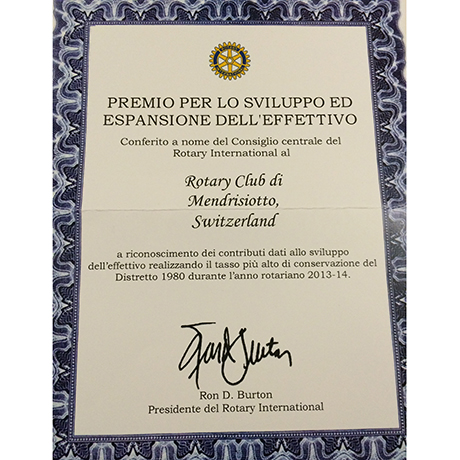 PREMIO PER LO SVILUPPO ED
ESPANSIONE DELL'EFFETTIVO
Conferito a nome del Consiglio centrale del
Rotary International al
Rotary Club di
Mendrisiotto,
Switzerland
a riconoscimento dei contributi dati allo sviluppo
dell'effettivo realizzando il tasso più alto di conservazione del
Distretto 1980 durante l'anno rotariano 2013-14.
Ron D. Burton
Presidente del Rotary International